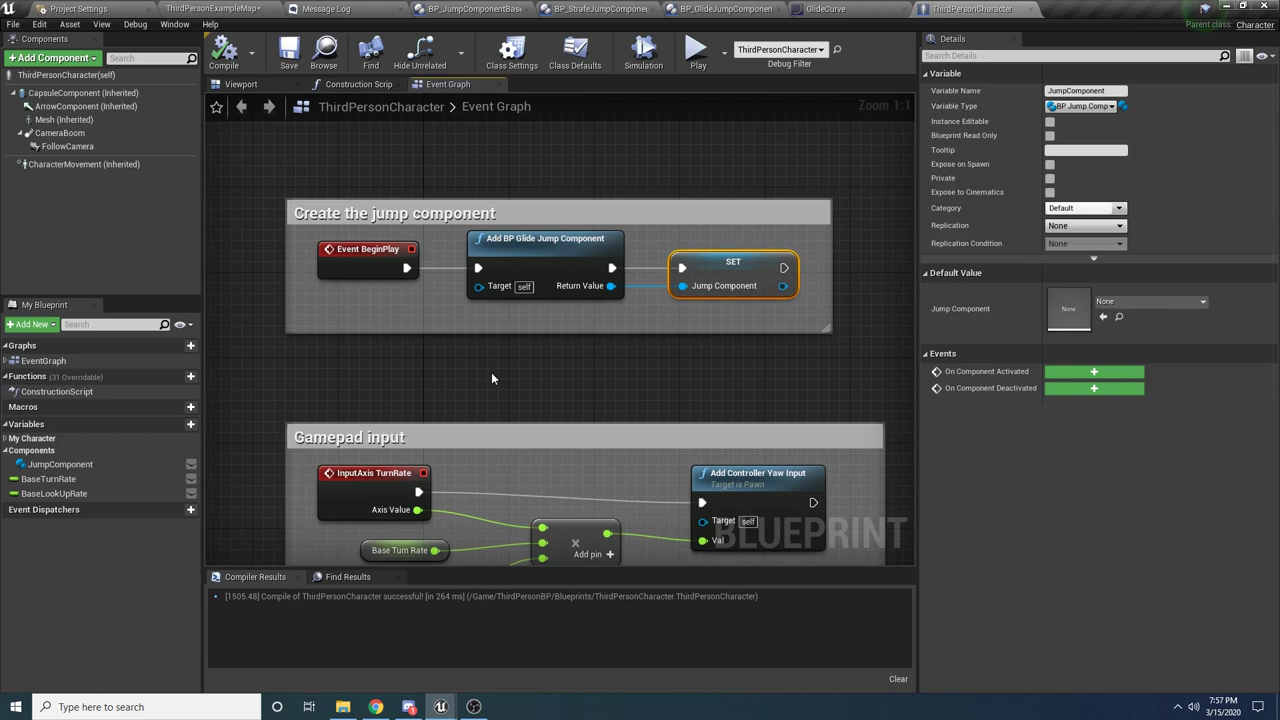 Project Settings
ThirdPersonExampleMap•
Message Log
BP_JumpComponentBas
BP_StrafeJumpComponen
BP_GlideJumpComponen
GlideCurve
ThirdPersonCharacter
File
Edit
Asset
View
Debug
Window
Help
Parent class: Character
Components
+Add Component
Search
ThirdPersonCharacter(self)
CapsuleComponent (Inherited)
ArrowComponent (Inherited)
Mesh (Inherited)
CameraBoom
FollowCamera
CharacterMovement (Inherited)
My Blueprint
+Add New
Search
Graphs
EventGraph
Functions (31 Overridable)
ConstructionScript
Macros
Variables
My Character
Components
JumpComponent
BaseTurnRate
BaseLookUpRate
Event Dispatchers
Compile
Save
Browse
Find
Hide Unrelated
Class Settings
Class Defaults
Simulation
Play
ThirdPersonCharacter
Debug Filter
Viewport
Construction Scrip
Event Graph
ThirdPersonCharacter > Event Graph
Zoom 1:1
Create the jump component
Event BeginPlay
Add BP Glide Jump Component
Target self
Return Value
SET
Jump Component
Gamepad input
InputAxis TurnRate
Axis Value
Base Turn Rate
Add pin +
Add Controller Yaw Input
Target is Pawn
Target self
Val
BLUEPRINT
Compiler Results
Find Results
• [1505.48] Compile of ThirdPersonCharacter successful! [in 264 ms] (/Game/ThirdPersonBP/Blueprints/ThirdPersonCharacter.ThirdPersonCharacter)
Clear
Details
Search Details
Variable
Variable Name
JumpComponent
Variable Type
BP Jump Comp
Instance Editable
Blueprint Read Only
Tooltip
Expose on Spawn
Private
Expose to Cinematics
Category
Default
Replication
None
Replication Condition
None
Default Value
Jump Component
None
None
Events
On Component Activated
+
On Component Deactivated
+
Type here to search
7:57 PM
3/15/2020